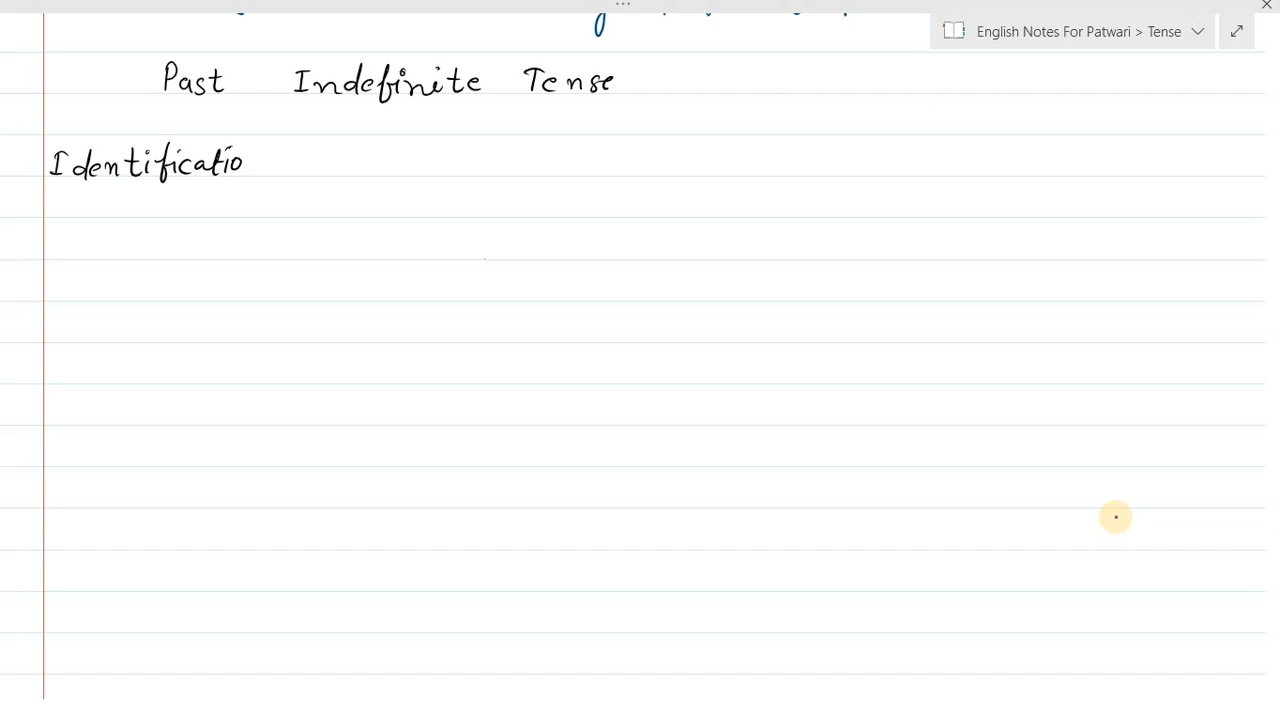 English Notes For Patwari > Tense
Past Indefinite Tense
Identificatio